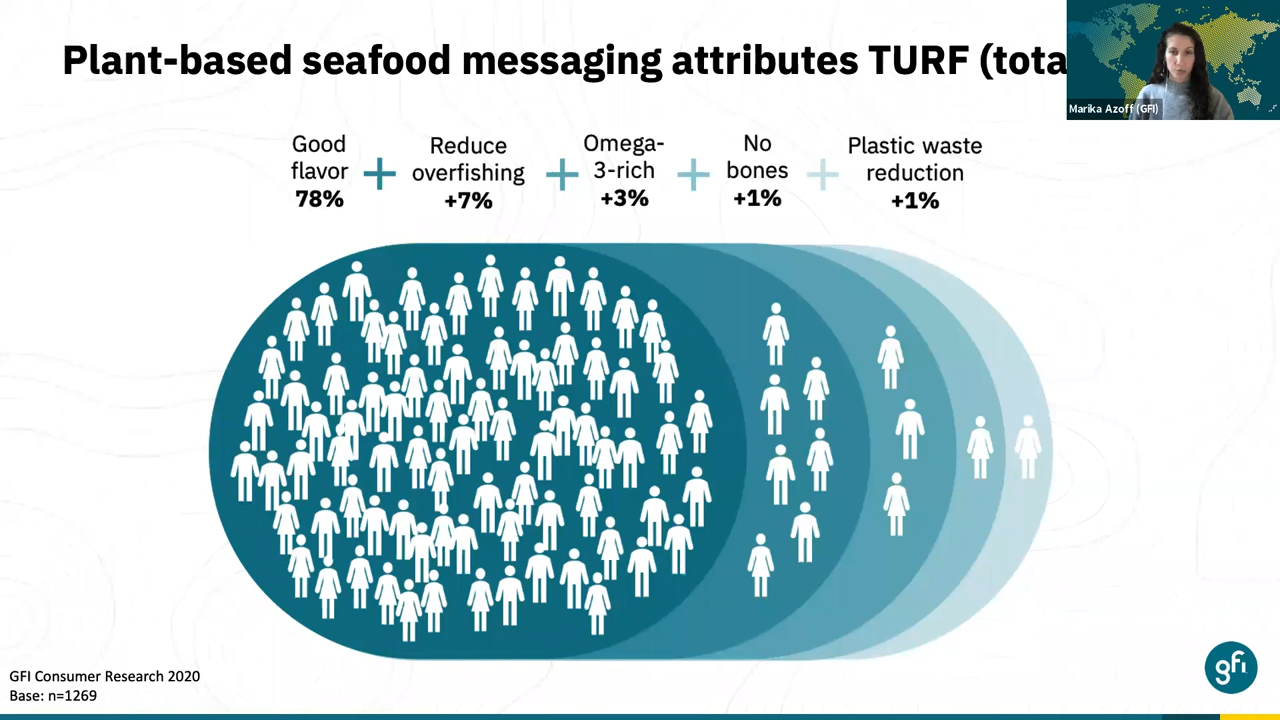 Plant-based seafood messaging attributes TURF (tota
Marika Azoff (GFI)
Good
flavor
78%
+
Reduce
overfishing
+7%
+
Omega-
3-rich
+3%
+
No
bones
+1%
+
Plastic waste
reduction
+1%
GFI Consumer Research 2020
Base: n=1269
gfi